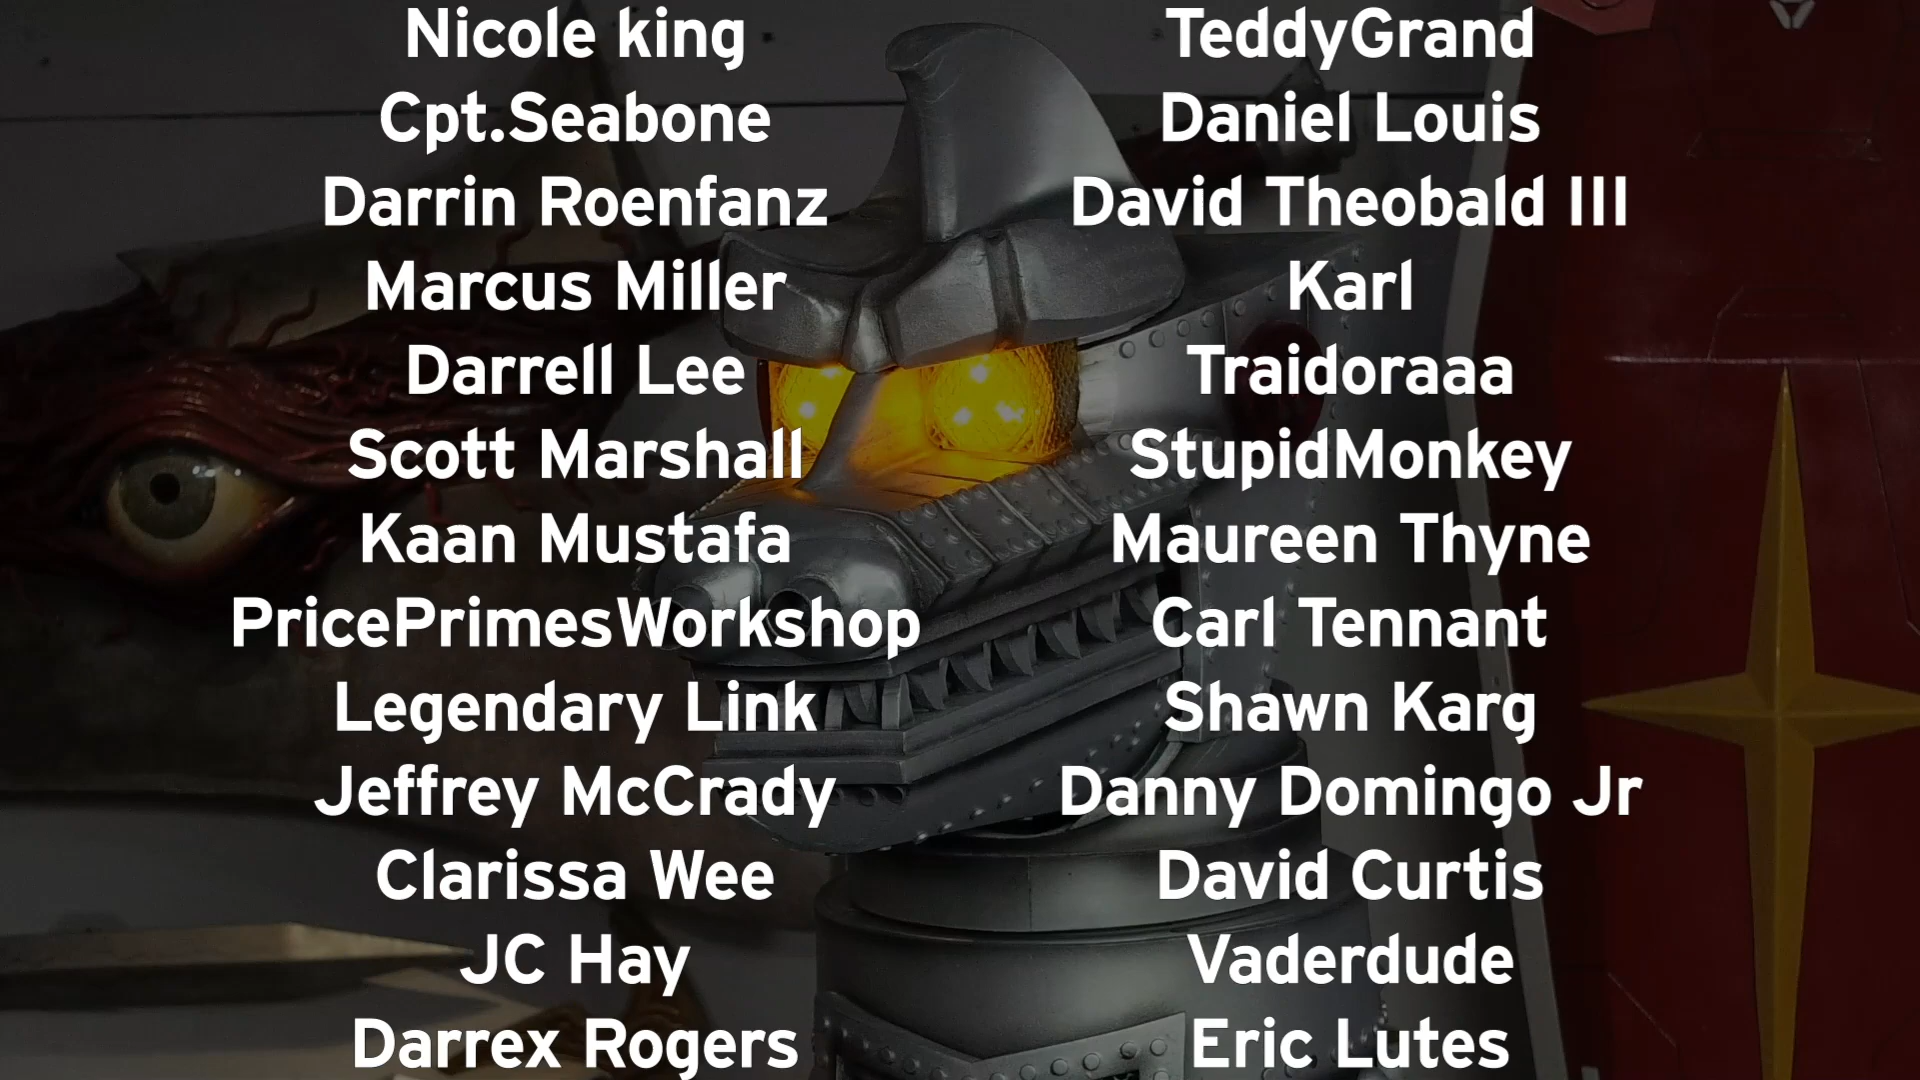 Nicole king
Cpt.Seabone
Darrin Roenfanz
Marcus Miller
Darrell Lee
Scott Marshall
Kaan Mustafa
PricePrimesWorkshop
Legendary Link
Jeffrey McCrady
Clarissa Wee
JC Hay
Darrex Rogers
TeddyGrand
Daniel Louis
David Theobald III
Karl
Traidoraaa
StupidMonkey
Maureen Thyne
Carl Tennant
Shawn Karg
Danny Domingo Jr
David Curtis
Vaderdude
Eric Lutes